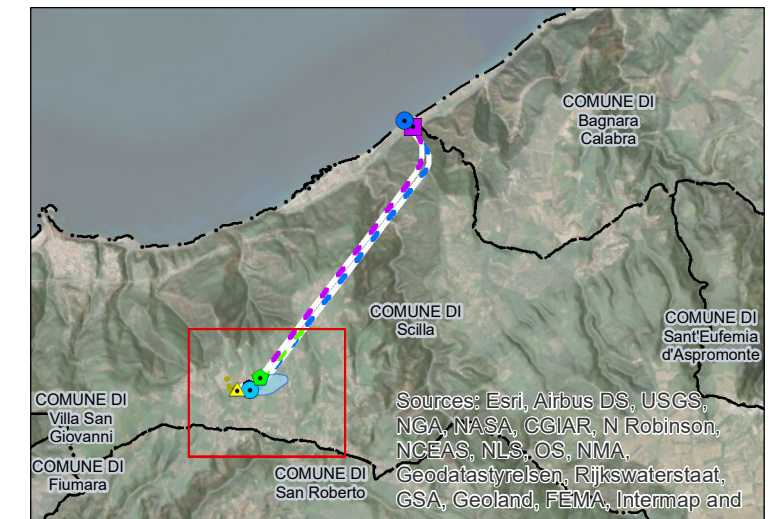 COMUNE DI
Bagnara
Calabra
COMUNE DI
Scilla
COMUNE DI
Sant'Eufemia
d'Aspromonte
COMUNE DI
Villa San
Giovanni
COMUNE DI
Fiumara
COMUNE DI
San Roberto
Sources: Esri, Airbus DS, USGS,
NGA, NASA, CGIAR, N Robinson,
NCEAS, NLS, OS, NMA,
Geodatastyrelsen, Rijkswaterstaat,
GSA, Geoland, FEMA, Intermap and